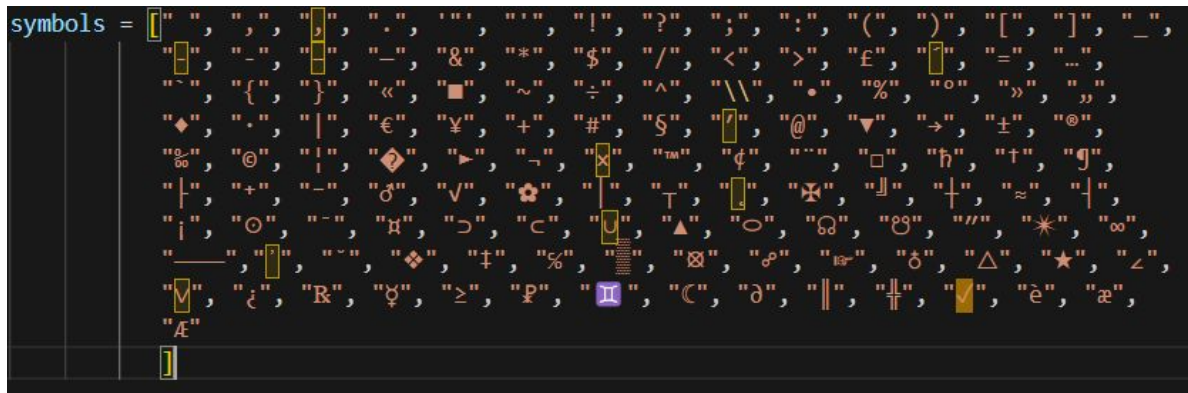 symbols = [" ", ",", "‚", ".", '"', "'", "!", "?", ";", ":", "(", ")", "[", "]", "_",
"‐", "-", "–", "—", "&", "*", "$", "/", "<", ">", "£", "´", "=", "…",
"`", "{", "}", "«", "■", "~", "÷", "^", "\\", "•", "%", "°", "»", "„",
"♦", "·", "|", "€", "¥", "+", "#", "§", "′", "@", "▼", "→", "±", "®",
"‰", "©", "¦", "�", "►", "¬", "×", "™", "¢", "¨", "□", "ħ", "†", "¶",
"├", "⁺", "¯", "♂", "√", "✿", "│", "┬", "¸", "✠", "╝", "┼", "≈", "┤",
"¡", "⊙", "⁻", "¤", "⊃", "⊂", "∪", "▲", "⬭", "☊", "☋", "″", "✴", "∞",
"⸺", "᾽", "˘", "❖", "‡", "℅", "▒", "⊠", "☍", "☞", "♁", "△", "★", "∠",
"∨", "¿", "℞", "☿", "≥", "₽", "♊", "☾", "∂", "║", "╬", "✓", "è", "æ",
"Æ"
]